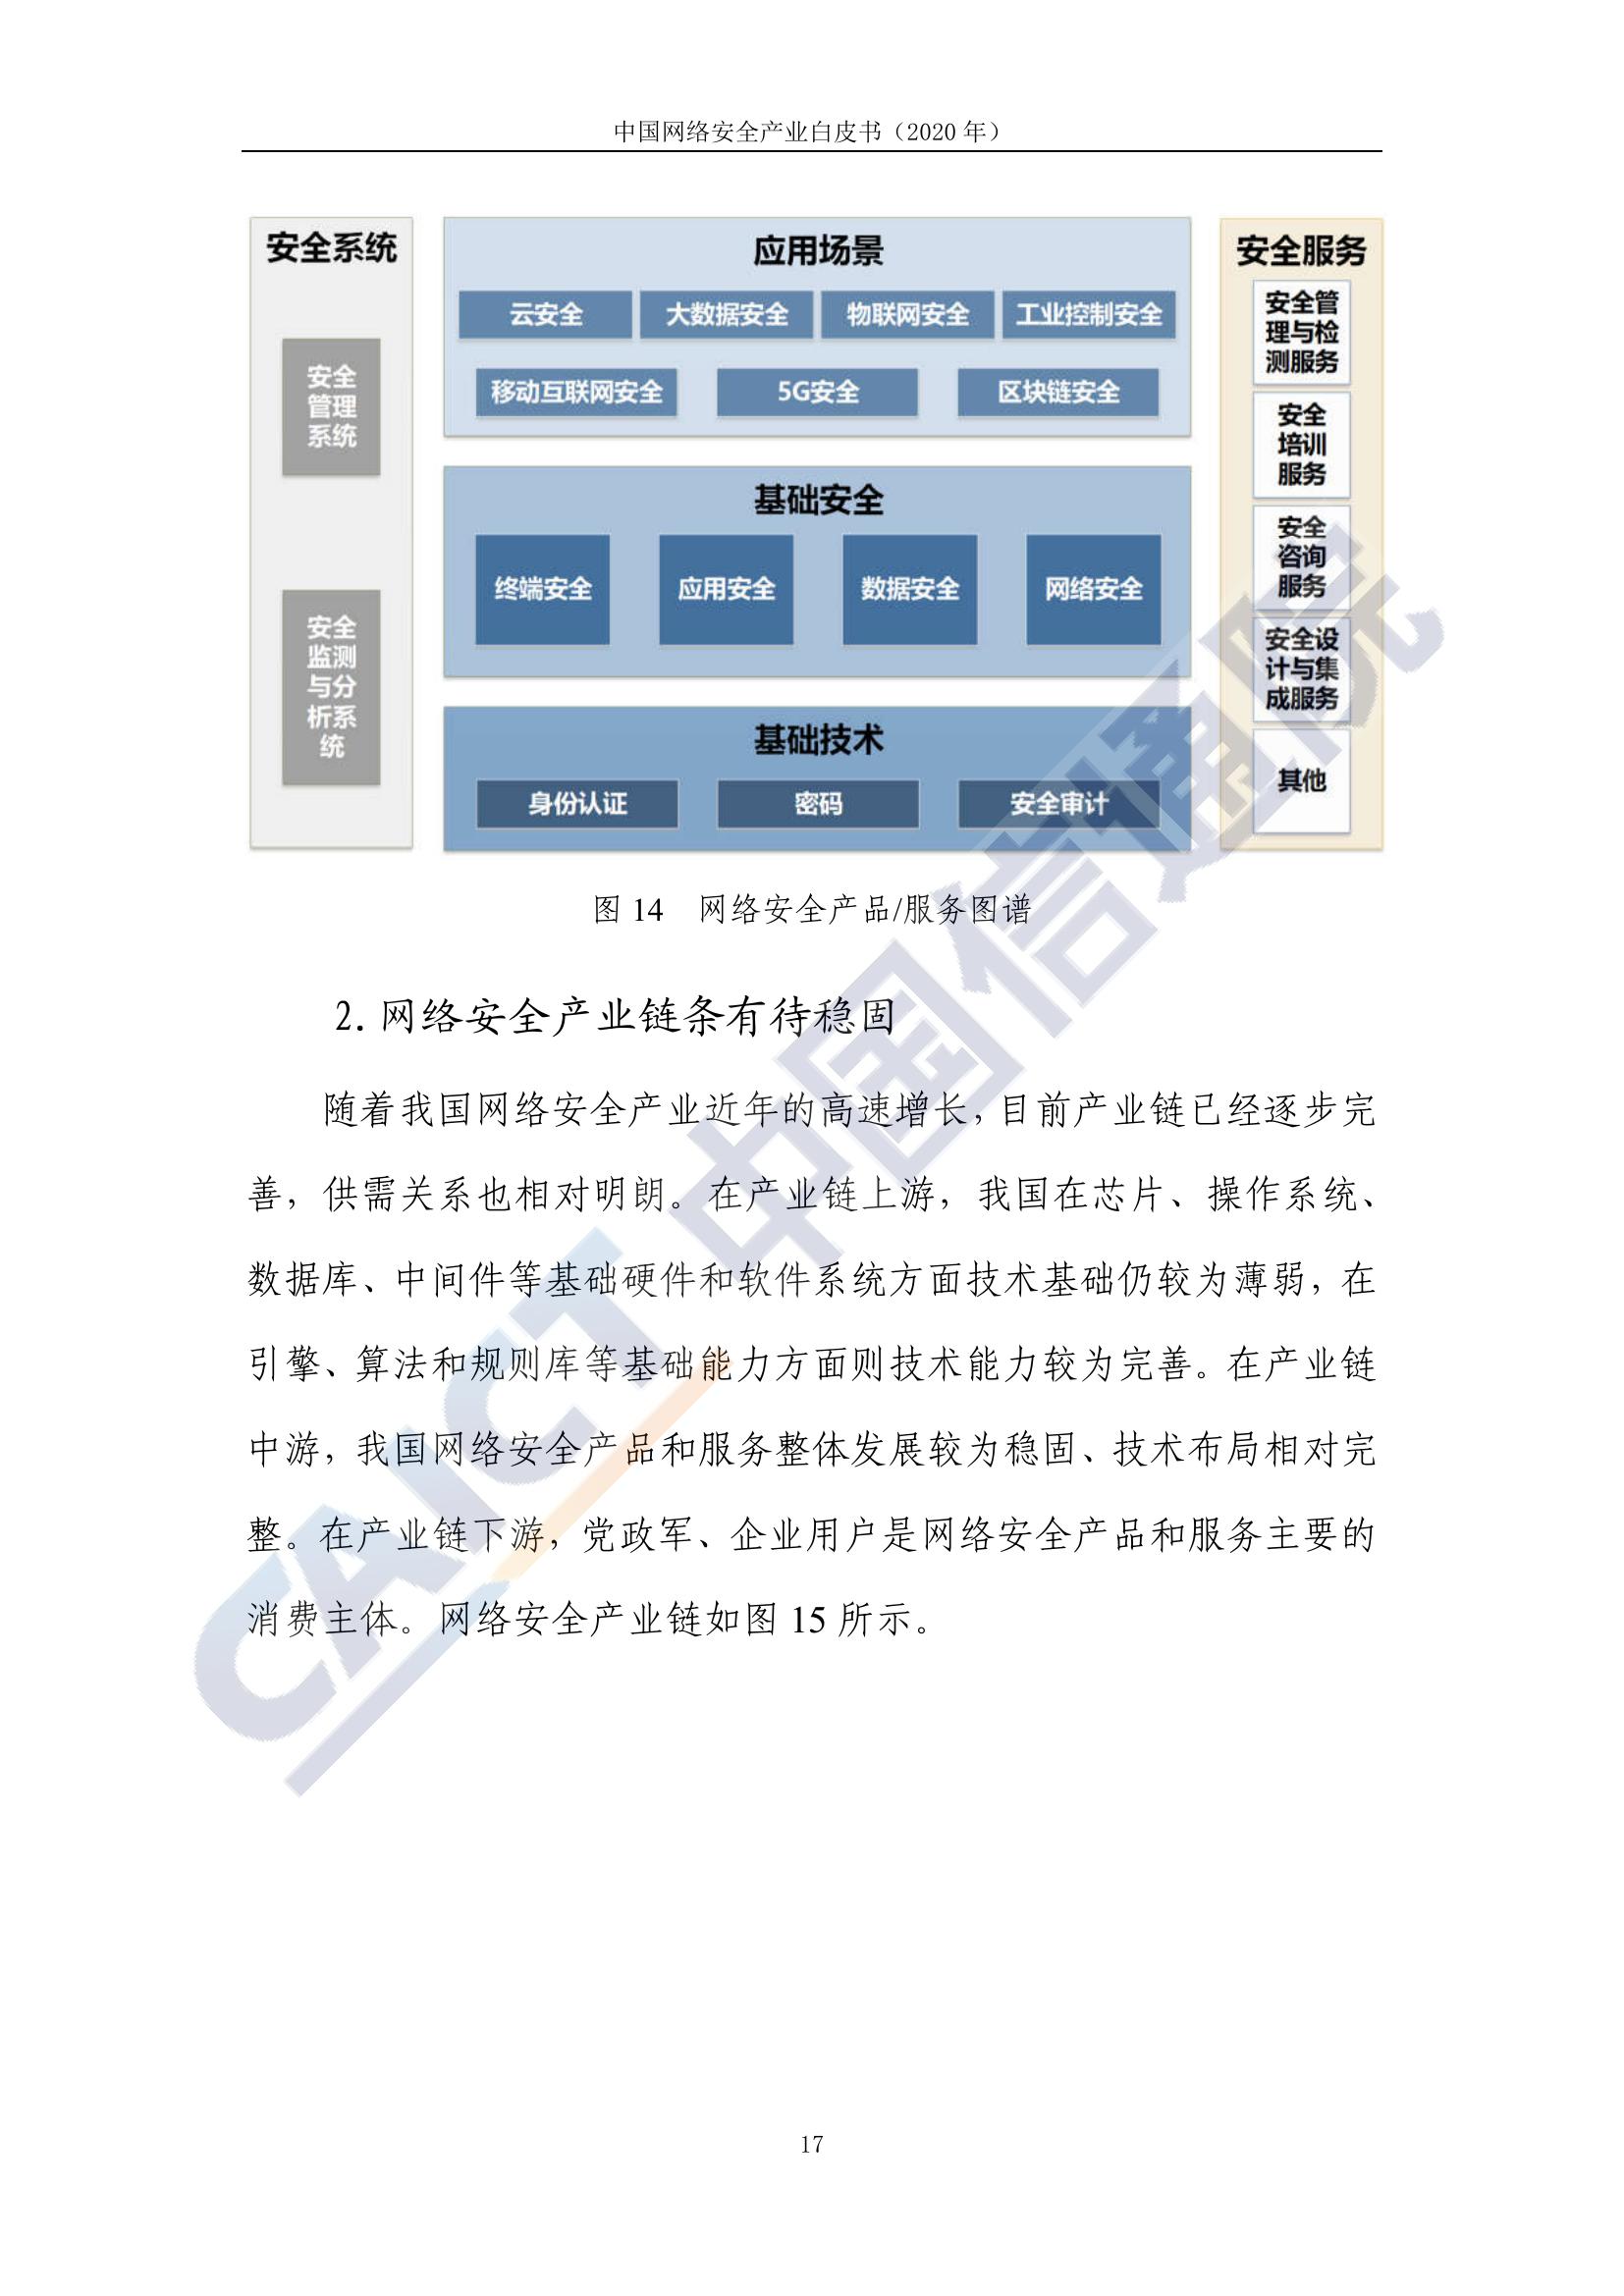 中国网络安全产业白皮书（2020 年）
安全系统
安全
管理
系统
安全
监测
与分
析系
统
应用场景
云安全
大数据安全
物联网安全
工业控制安全
移动互联网安全
5G安全
区块链安全
基础安全
终端安全
应用安全
数据安全
网络安全
基础技术
身份认证
密码
安全审计
安全服务
安全管
理与检
测服务
安全
培训
服务
安全
咨询
服务
安全设
计与集
成服务
其他
图 14 网络安全产品/服务图谱
2. 网络安全产业链条有待稳固
随着我国网络安全产业近年的高速增长，目前产业链已经逐步完
善，供需关系也相对明朗。在产业链上游，我国在芯片、操作系统、
数据库、中间件等基础硬件和软件系统方面技术基础仍较为薄弱，在
引擎、算法和规则库等基础能力方面则技术能力较为完善。在产业链
中游，我国网络安全产品和服务整体发展较为稳固、技术布局相对完
整。在产业链下游，党政军、企业用户是网络安全产品和服务主要的
消费主体。网络安全产业链如图 15 所示。
CAICT 中国信通院
17